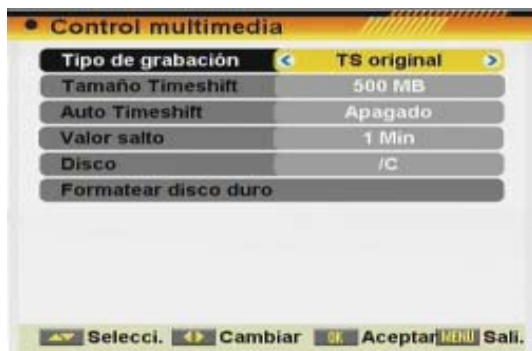 Control multimedia
Tipo de grabación TS original
Tamaño Timeshift 500 MB
Auto Timeshift Apagado
Valor salto 1 Min
Disco /C
Formatear disco duro
Selecci. Cambiar OK Aceptar MENU Sali.